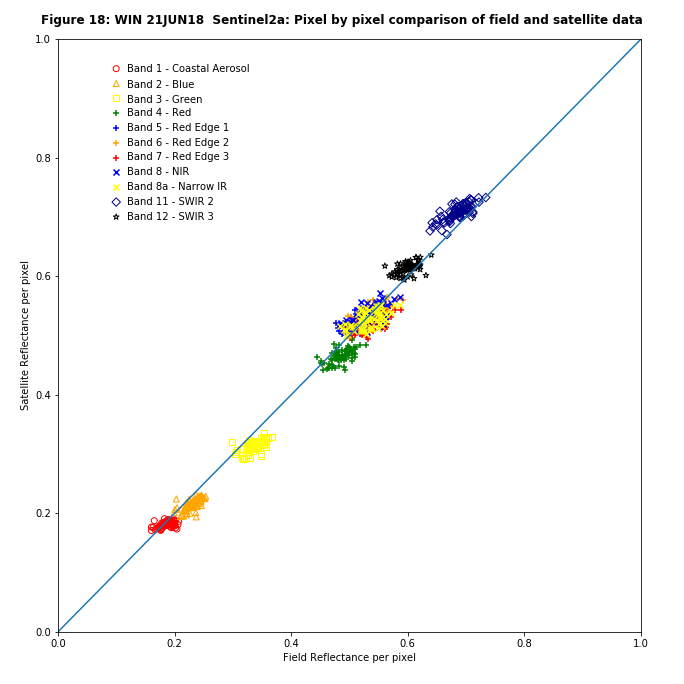 Figure 18: WIN 21JUN18  Sentinel2a: Pixel by pixel comparison of field and satellite data
1.0
Band 1 - Coastal Aerosol
Band 2 - Blue
Band 3 - Green
Band 4 - Red
Band 5 - Red Edge 1
Band 6 - Red Edge 2
Band 7 - Red Edge 3
Band 8 - NIR
Band 8a - Narrow IR
Band 11 - SWIR 2
Band 12 - SWIR 3
0.8
0.6
Satellite Reflectance per pixel
0.4
0.2
0.0
0.0 0.2 0.4 0.6 0.8 1.0
Field Reflectance per pixel